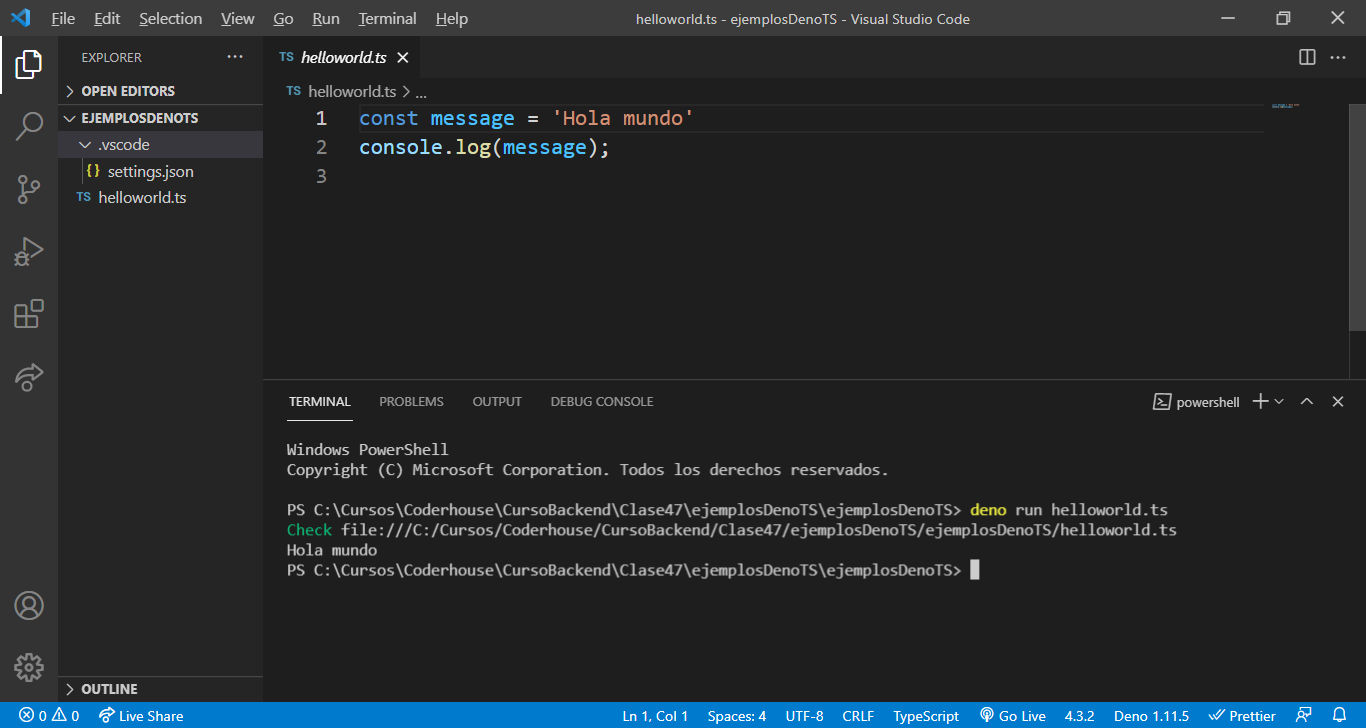 File Edit Selection View Go Run Terminal Help helloworld.ts - ejemplosDenoTS - Visual Studio Code
EXPLORER ···
OPEN EDITORS
EJEMPLOSDENOTS
.vscode
{} settings.json
TS helloworld.ts
OUTLINE
TS helloworld.ts
TS helloworld.ts > ...
1 const message = 'Hola mundo'
2 console.log(message);
3
TERMINAL PROBLEMS OUTPUT DEBUG CONSOLE powershell
Windows PowerShell
Copyright (C) Microsoft Corporation. Todos los derechos reservados.
PS C:\Cursos\Coderhouse\CursoBackend\Clase47\ejemplosDenoTS\ejemplosDenoTS> deno run helloworld.ts
Check file:///C:/Cursos/Coderhouse/CursoBackend/Clase47/ejemplosDenoTS/ejemplosDenoTS/helloworld.ts
Hola mundo
PS C:\Cursos\Coderhouse\CursoBackend\Clase47\ejemplosDenoTS\ejemplosDenoTS>
0 0 Live Share Ln 1, Col 1 Spaces: 4 UTF-8 CRLF TypeScript Go Live 4.3.2 Deno 1.11.5 Prettier